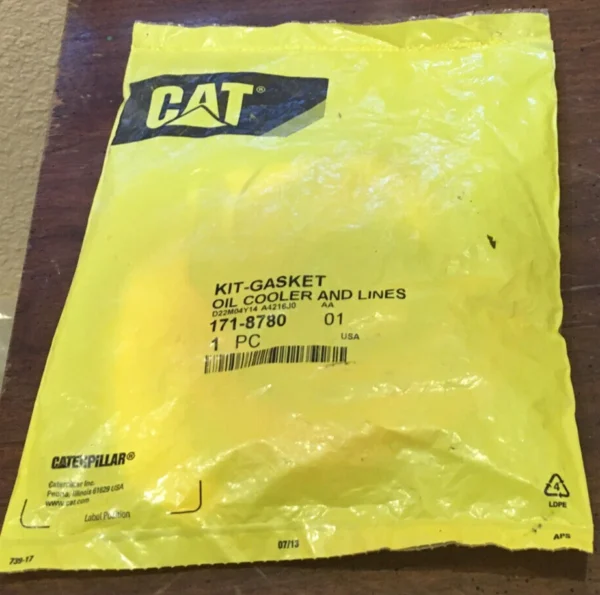 CAT®
KIT-GASKET
OIL COOLER AND LINES
D22M04Y14 A4216J0 AA
171-8780 01
1 PC USA
CATERPILLAR®
Caterpillar Inc.
Peoria, Illinois 61629 USA
www.cat.com
Label Position
4
LDPE
739-17
07/13
APS